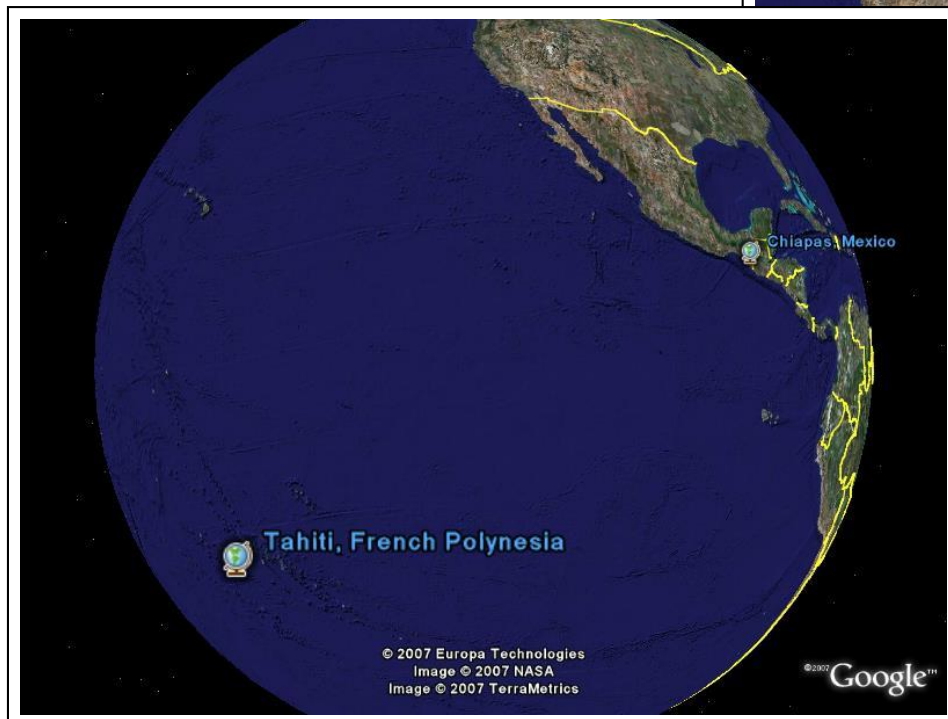 Chiapas, Mexico
Tahiti, French Polynesia
© 2007 Europa Technologies
Image © 2007 NASA
Image © 2007 TerraMetrics
©2007 Google™